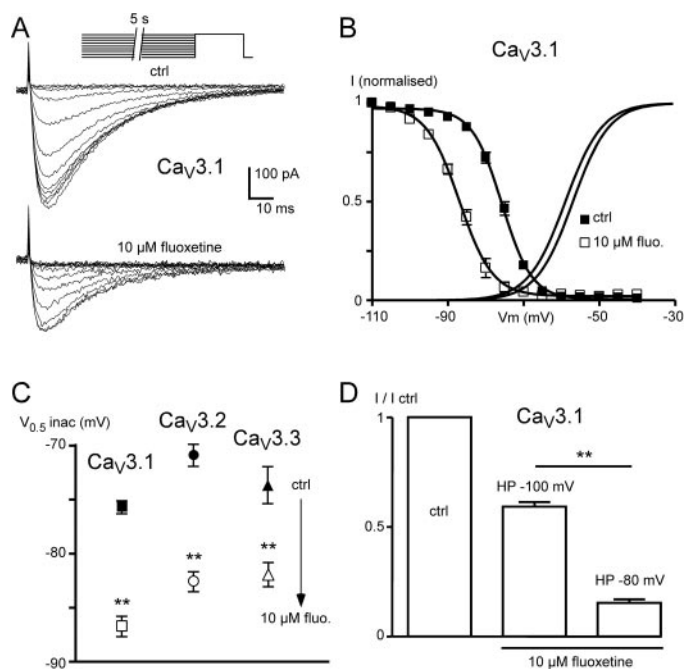 A
5 s
ctrl
CaV3.1
100 pA
10 ms
10 µM fluoxetine
B
CaV3.1
I (normalised)
1
0.5
0
ctrl
10 µM fluo.
-110
-90
-70
-50
-30
Vm (mV)
C
V0.5 inac (mV)
-70
-80
-90
CaV3.1
CaV3.2
CaV3.3
ctrl
**
**
**
10 µM fluo.
D
I / I ctrl
CaV3.1
1
0.5
0
**
HP -100 mV
ctrl
HP -80 mV
10 µM fluoxetine